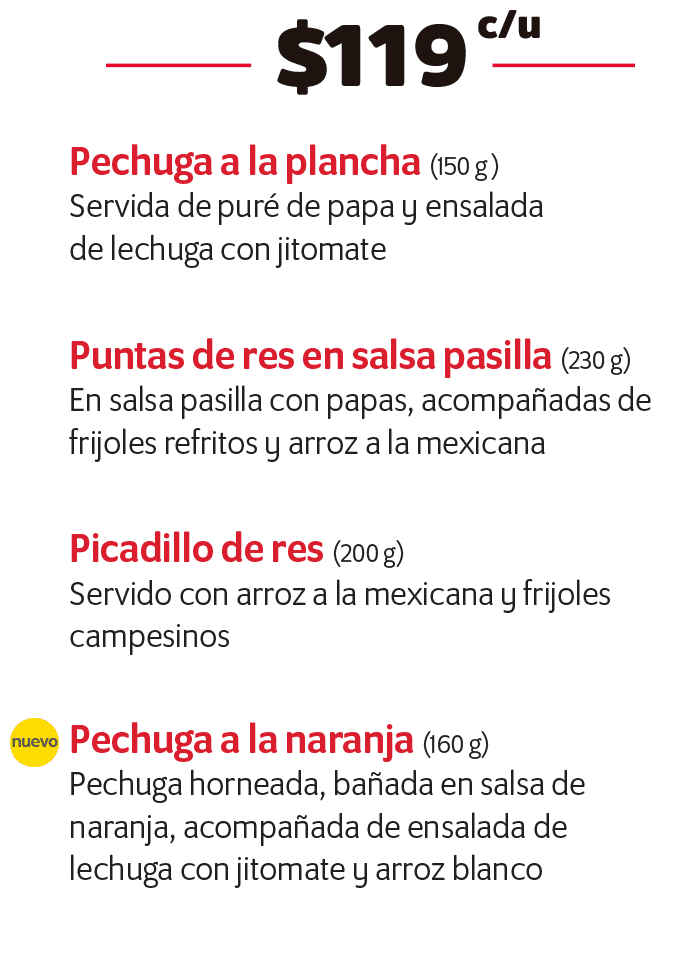 $119 c/u
Pechuga a la plancha (150 g)
Servida de puré de papa y ensalada
de lechuga con jitomate
Puntas de res en salsa pasilla (230 g)
En salsa pasilla con papas, acompañadas de
frijoles refritos y arroz a la mexicana
Picadillo de res (200 g)
Servido con arroz a la mexicana y frijoles
campesinos
nuevo Pechuga a la naranja (160 g)
Pechuga horneada, bañada en salsa de
naranja, acompañada de ensalada de
lechuga con jitomate y arroz blanco